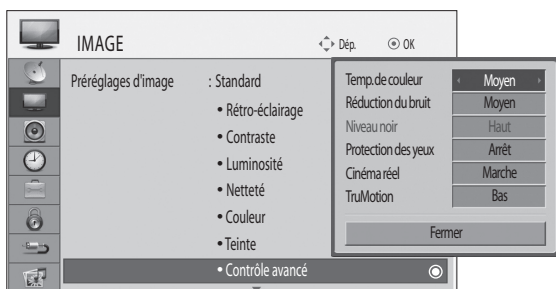 IMAGE
Dép. OK
Préréglages d'image : Standard
• Rétro-éclairage
• Contraste
• Luminosité
• Netteté
• Couleur
• Teinte
• Contrôle avancé
Temp.de couleur Moyen
Réduction du bruit Moyen
Niveau noir Haut
Protection des yeux Arrêt
Cinéma réel Marche
TruMotion Bas
Fermer